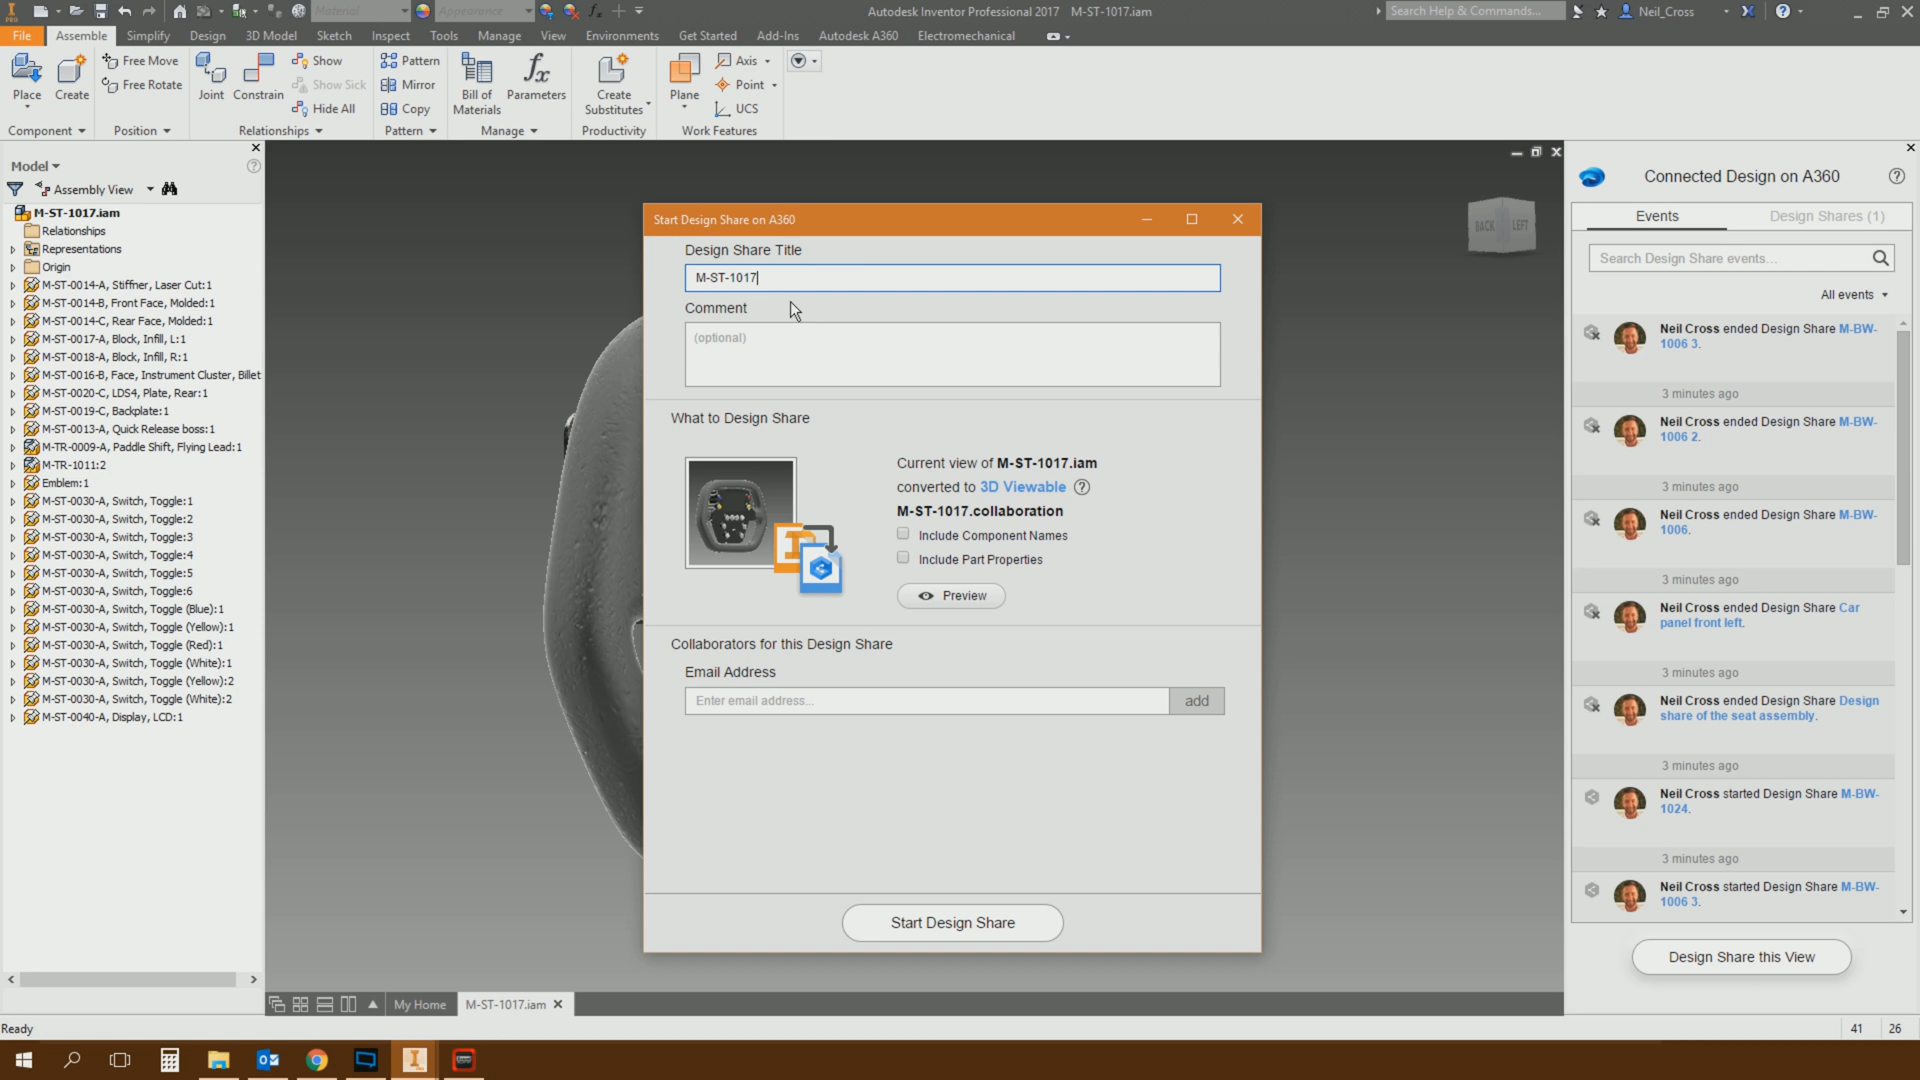 Material
Appearance
Autodesk Inventor Professional 2017 M-ST-1017.iam
Search Help & Commands...
Neil_Cross
PRO
File
Assemble
Simplify
Design
3D Model
Sketch
Inspect
Tools
Manage
View
Environments
Get Started
Add-Ins
Autodesk A360
Electromechanical
Place
Create
Free Move
Free Rotate
Joint
Constrain
Show
Show Sick
Hide All
Pattern
Mirror
Copy
Bill of
Materials
Parameters
Create
Substitutes
Plane
Axis
Point
UCS
Component
Position
Relationships
Pattern
Manage
Productivity
Work Features
Model
Assembly View
M-ST-1017.iam
Relationships
Representations
Origin
M-ST-0014-A, Stiffner, Laser Cut:1
M-ST-0014-B, Front Face, Molded:1
M-ST-0014-C, Rear Face, Molded:1
M-ST-0017-A, Block, Infill, L:1
M-ST-0018-A, Block, Infill, R:1
M-ST-0016-B, Face, Instrument Cluster, Billet
M-ST-0020-C, LDS4, Plate, Rear:1
M-ST-0019-C, Backplate:1
M-ST-0013-A, Quick Release boss:1
M-TR-0009-A, Paddle Shift, Flying Lead:1
M-TR-1011:2
Emblem:1
M-ST-0030-A, Switch, Toggle:1
M-ST-0030-A, Switch, Toggle:2
M-ST-0030-A, Switch, Toggle:3
M-ST-0030-A, Switch, Toggle:4
M-ST-0030-A, Switch, Toggle:5
M-ST-0030-A, Switch, Toggle:6
M-ST-0030-A, Switch, Toggle (Blue):1
M-ST-0030-A, Switch, Toggle (Yellow):1
M-ST-0030-A, Switch, Toggle (Red):1
M-ST-0030-A, Switch, Toggle (White):1
M-ST-0030-A, Switch, Toggle (Yellow):2
M-ST-0030-A, Switch, Toggle (White):2
M-ST-0040-A, Display, LCD:1
BACK
LEFT
Start Design Share on A360
Design Share Title
M-ST-1017
Comment
(optional)
What to Design Share
Current view of M-ST-1017.iam
converted to 3D Viewable
M-ST-1017.collaboration
Include Component Names
Include Part Properties
Preview
Collaborators for this Design Share
Email Address
Enter email address...
add
Start Design Share
Connected Design on A360
Events
Design Shares (1)
Search Design Share events...
All events
Neil Cross ended Design Share M-BW-
1006 3.
3 minutes ago
Neil Cross ended Design Share M-BW-
1006 2.
3 minutes ago
Neil Cross ended Design Share M-BW-
1006.
3 minutes ago
Neil Cross ended Design Share Car
panel front left.
3 minutes ago
Neil Cross ended Design Share Design
share of the seat assembly.
3 minutes ago
Neil Cross started Design Share M-BW-
1024.
3 minutes ago
Neil Cross started Design Share M-BW-
1006 3.
Design Share this View
My Home
M-ST-1017.iam
Ready
41
26